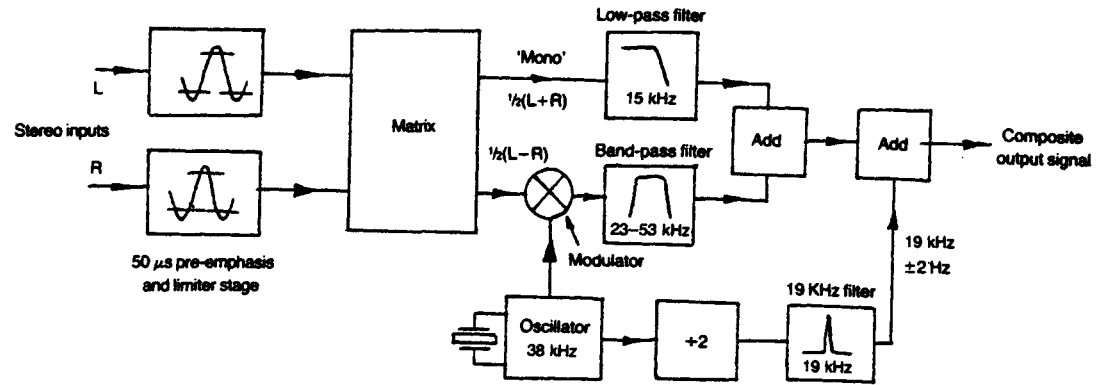 Low-pass filter
'Mono'
L
½(L+R)
15 kHz
Stereo inputs
Matrix
Add
Add
Composite
output signal
½(L−R)
Band-pass filter
R
23–53 kHz
19 kHz
±2 Hz
50 µs pre-emphasis
and limiter stage
Modulator
19 KHz filter
Oscillator
38 kHz
÷2
19 kHz